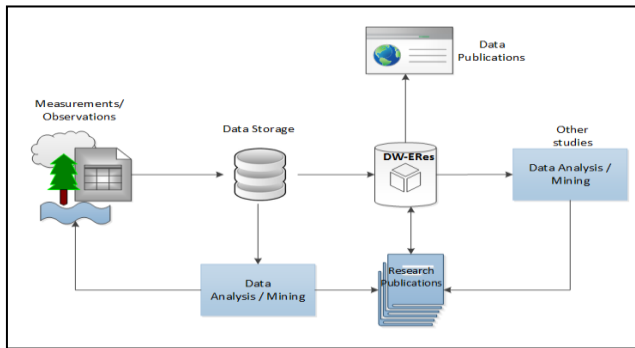 Data
Publications
Measurements/
Observations
Data Storage
DW-ERes
Other
studies
Data Analysis /
Mining
Data
Analysis / Mining
Research
Publications